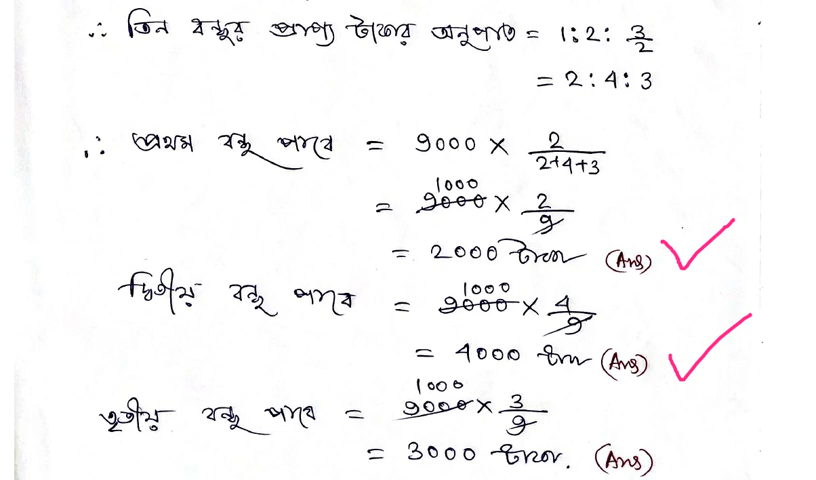 ∴ তিন বন্ধুর প্রাপ্য টাকার অনুপাত = 1:2: 3/2
= 2:4:3
∴ প্রথম বন্ধু পাবে = 9000 × 2/(2+4+3)
= 9000 × 2/9 1000
= 2000 টাকা (Ans)
দ্বিতীয় বন্ধু পাবে = 9000 × 4/9 1000
= 4000 টাকা (Ans)
তৃতীয় বন্ধু পাবে = 9000 × 3/9 1000
= 3000 টাকা. (Ans)